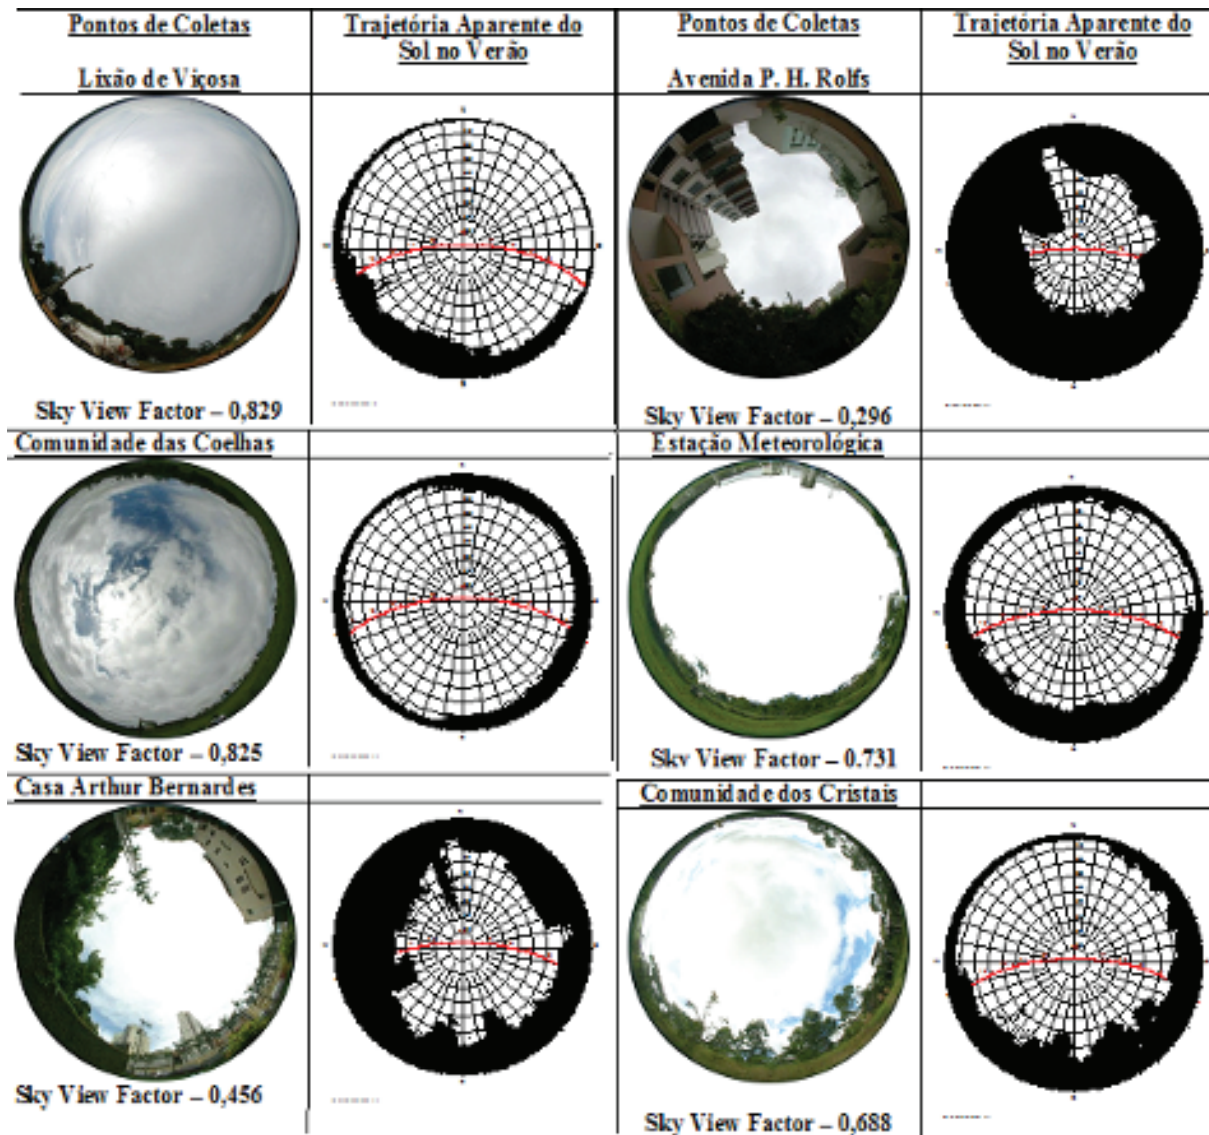 Pontos de Coletas
Trajetória Aparente do
Sol no Verão
Pontos de Coletas
Trajetória Aparente do
Sol no Verão
Lixão de Viçosa
Avenida P. H. Rolfs
Sky View Factor – 0,829
Sky View Factor – 0,296
Comunidade das Coelhas
Estação Meteorológica
Sky View Factor – 0,825
Sky View Factor – 0.731
Casa Arthur Bernardes
Comunidade dos Cristais
Sky View Factor – 0,456
Sky View Factor – 0,688